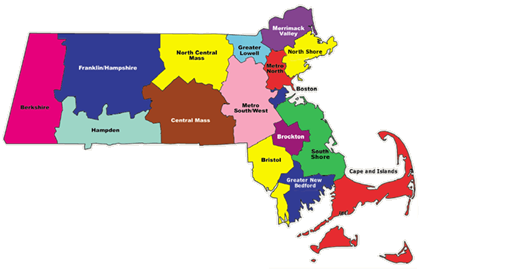 Merrimack
Valley
North Central
Mass
Greater
Lowell
North Shore
Franklin/Hampshire
Metro
North
Boston
Berkshire
Metro
South/West
Central Mass
Hampden
Brockton
South
Shore
Bristol
Cape and Islands
Greater New
Bedford